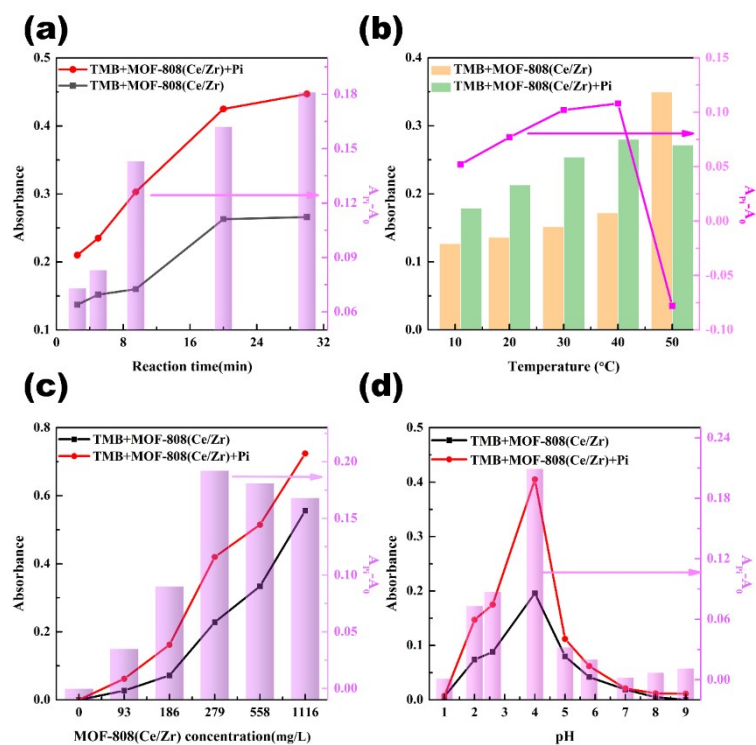 (a)
0.5
0.4
0.3
0.2
0.1
Absorbance
TMB+MOF-808(Ce/Zr)+Pi
TMB+MOF-808(Ce/Zr)
0.18
0.15
0.12
0.09
0.06
A_Pi-A_0
0 8 16 24 32
Reaction time(min)
(b)
0.4
0.3
0.2
0.1
0.0
Absorbance
TMB+MOF-808(Ce/Zr)
TMB+MOF-808(Ce/Zr)+Pi
0.15
0.10
0.05
0.00
-0.05
-0.10
A_Pi-A_0
10 20 30 40 50
Temperature (°C)
(c)
0.8
0.6
0.4
0.2
0.0
Absorbance
TMB+MOF-808(Ce/Zr)
TMB+MOF-808(Ce/Zr)+Pi
0.20
0.15
0.10
0.05
0.00
A_Pi-A_0
0 93 186 279 558 1116
MOF-808(Ce/Zr) concentration(mg/L)
(d)
0.5
0.4
0.3
0.2
0.1
0.0
Absorbance
TMB+MOF-808(Ce/Zr)
TMB+MOF-808(Ce/Zr)+Pi
0.24
0.18
0.12
0.06
0.00
A_Pi-A_0
1 2 3 4 5 6 7 8 9
pH